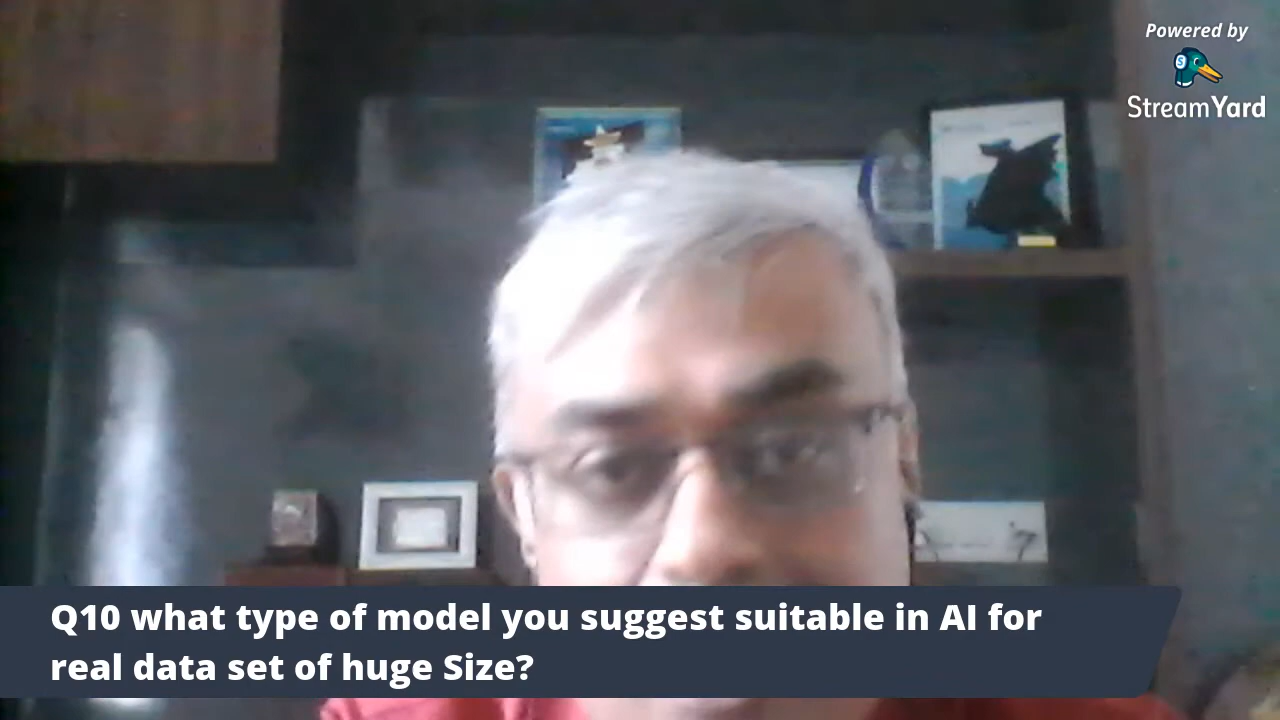 Powered by
StreamYard
Q10 what type of model you suggest suitable in AI for
real data set of huge Size?